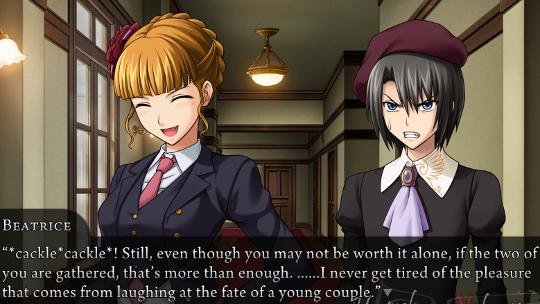 BEATRICE
“*cackle*cackle*! Still, even though you may not be worth it alone, if the two of
you are gathered, that’s more than enough. ......I never get tired of the pleasure
that comes from laughing at the fate of a young couple.”